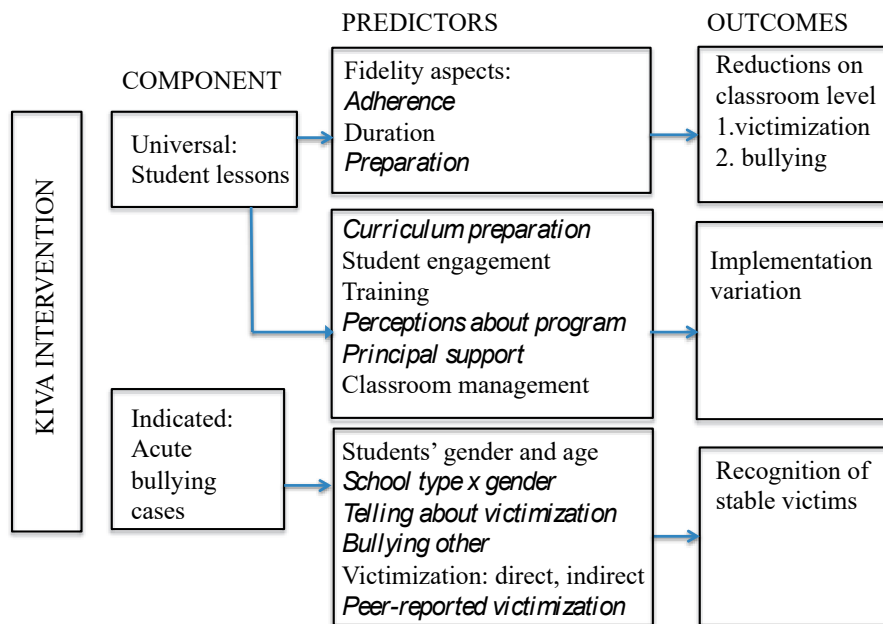 PREDICTORS
OUTCOMES
COMPONENT
KIVA INTERVENTION
Universal:
Student lessons
Fidelity aspects:
Adherence
Duration
Preparation
Reductions on
classroom level
1.victimization
2. bullying
Curriculum preparation
Student engagement
Training
Perceptions about program
Principal support
Classroom management
Implementation
variation
Indicated:
Acute
bullying
cases
Students’ gender and age
School type x gender
Telling about victimization
Bullying other
Victimization: direct, indirect
Peer-reported victimization
Recognition of
stable victims